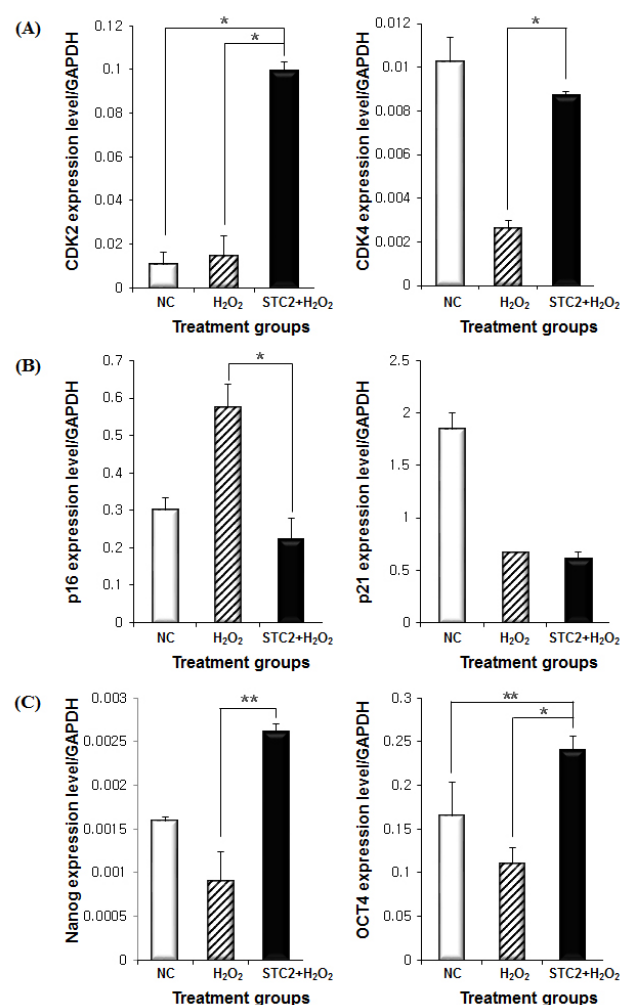 (A)
CDK2 expression level/GAPDH
0.12
0.1
0.08
0.06
0.04
0.02
0
*
*
NC H₂O₂ STC2+H₂O₂
Treatment groups
CDK4 expression level/GAPDH
0.012
0.01
0.008
0.006
0.004
0.002
0
*
NC H₂O₂ STC2+H₂O₂
Treatment groups
(B)
p16 expression level/GAPDH
0.7
0.6
0.5
0.4
0.3
0.2
0.1
0
*
NC H₂O₂ STC2+H₂O₂
Treatment groups
p21 expression level/GAPDH
2.5
2
1.5
1
0.5
0
NC H₂O₂ STC2+H₂O₂
Treatment groups
(C)
Nanog expression level/GAPDH
0.003
0.0025
0.002
0.0015
0.001
0.0005
0
**
NC H₂O₂ STC2+H₂O₂
Treatment groups
OCT4 expression level/GAPDH
0.3
0.25
0.2
0.15
0.1
0.05
0
**
*
NC H₂O₂ STC2+H₂O₂
Treatment groups